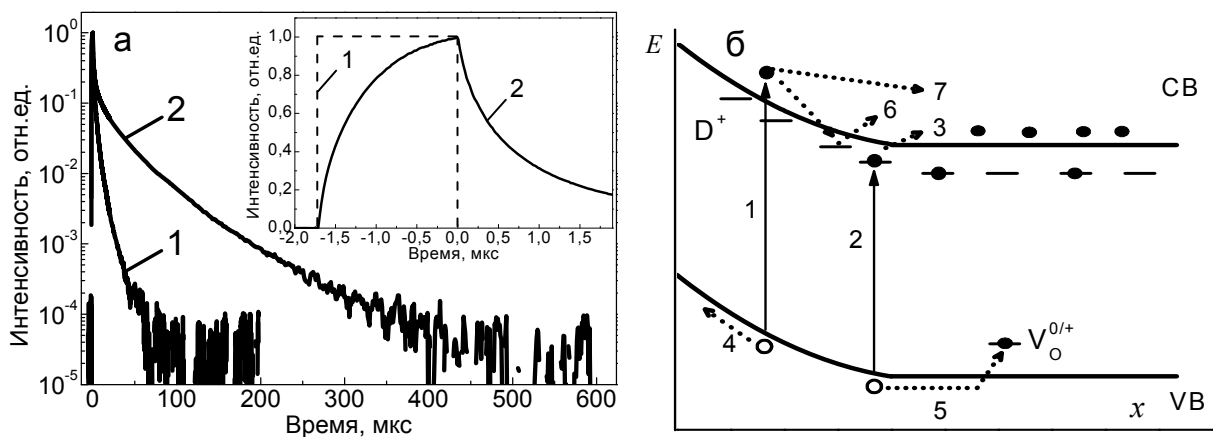 а
Интенсивность, отн.ед.
10⁰
10⁻¹
10⁻²
10⁻³
10⁻⁴
10⁻⁵
0 100 200 300 400 500 600
Время, мкс
1
2
Интенсивность, отн.ед.
1,0
0,8
0,6
0,4
0,2
0,0
-2,0 -1,5 -1,0 -0,5 0,0 0,5 1,0 1,5
Время, мкс
1
2
E б
CB
7
6
3
D⁺
1
2
4
V_O^{0/+}
5
x VB